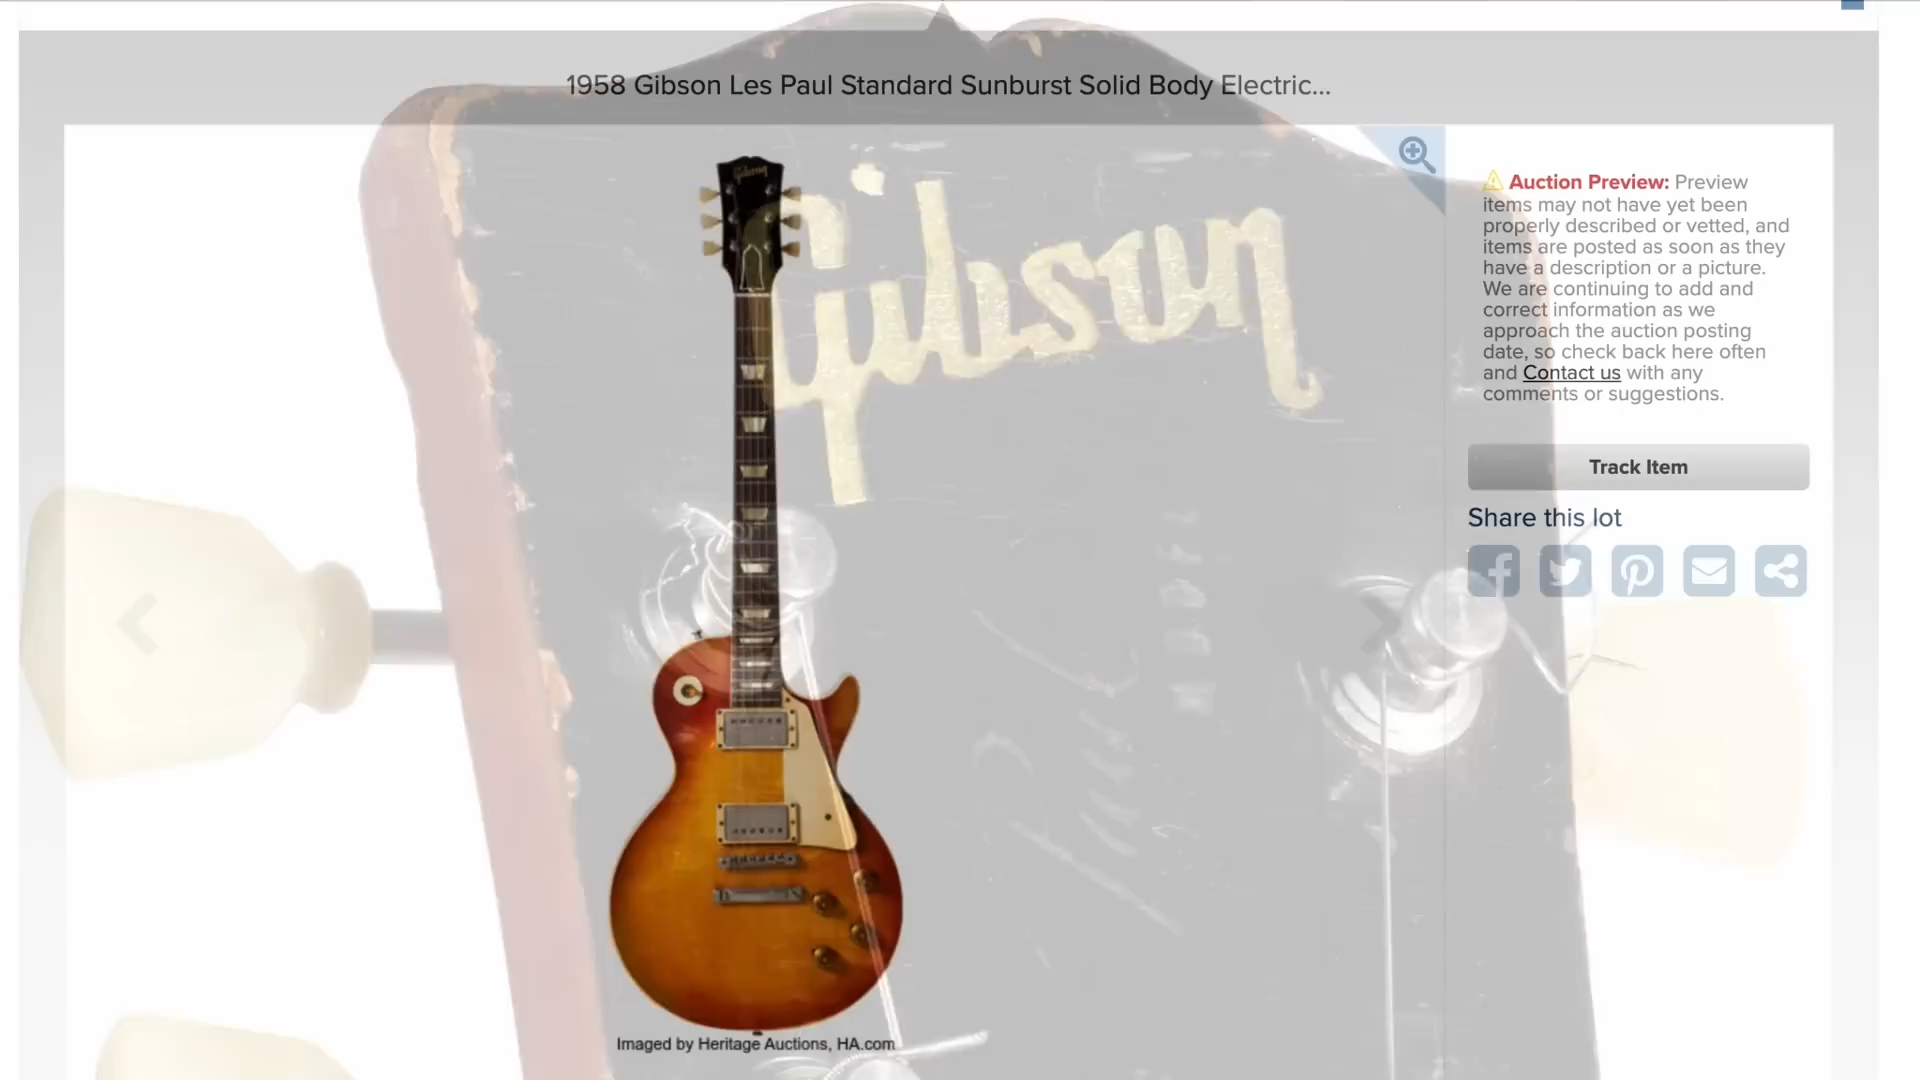 1958 Gibson Les Paul Standard Sunburst Solid Body Electric...
Gibson
Auction Preview: Preview
items may not have yet been
properly described or vetted, and
items are posted as soon as they
have a description or a picture.
We are continuing to add and
correct information as we
approach the auction posting
date, so check back here often
and Contact us with any
comments or suggestions.
Track Item
Share this lot
Gibson
Imaged by Heritage Auctions, HA.com